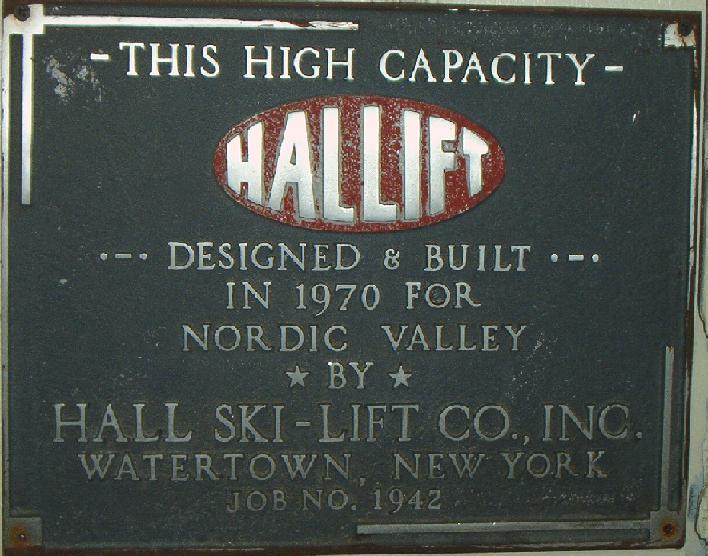 - THIS HIGH CAPACITY -
HALLIFT
·-· DESIGNED & BUILT ·-·
IN 1970 FOR
NORDIC VALLEY
★ BY ★
HALL SKI-LIFT CO., INC.
WATERTOWN, NEW YORK
JOB NO. 1942